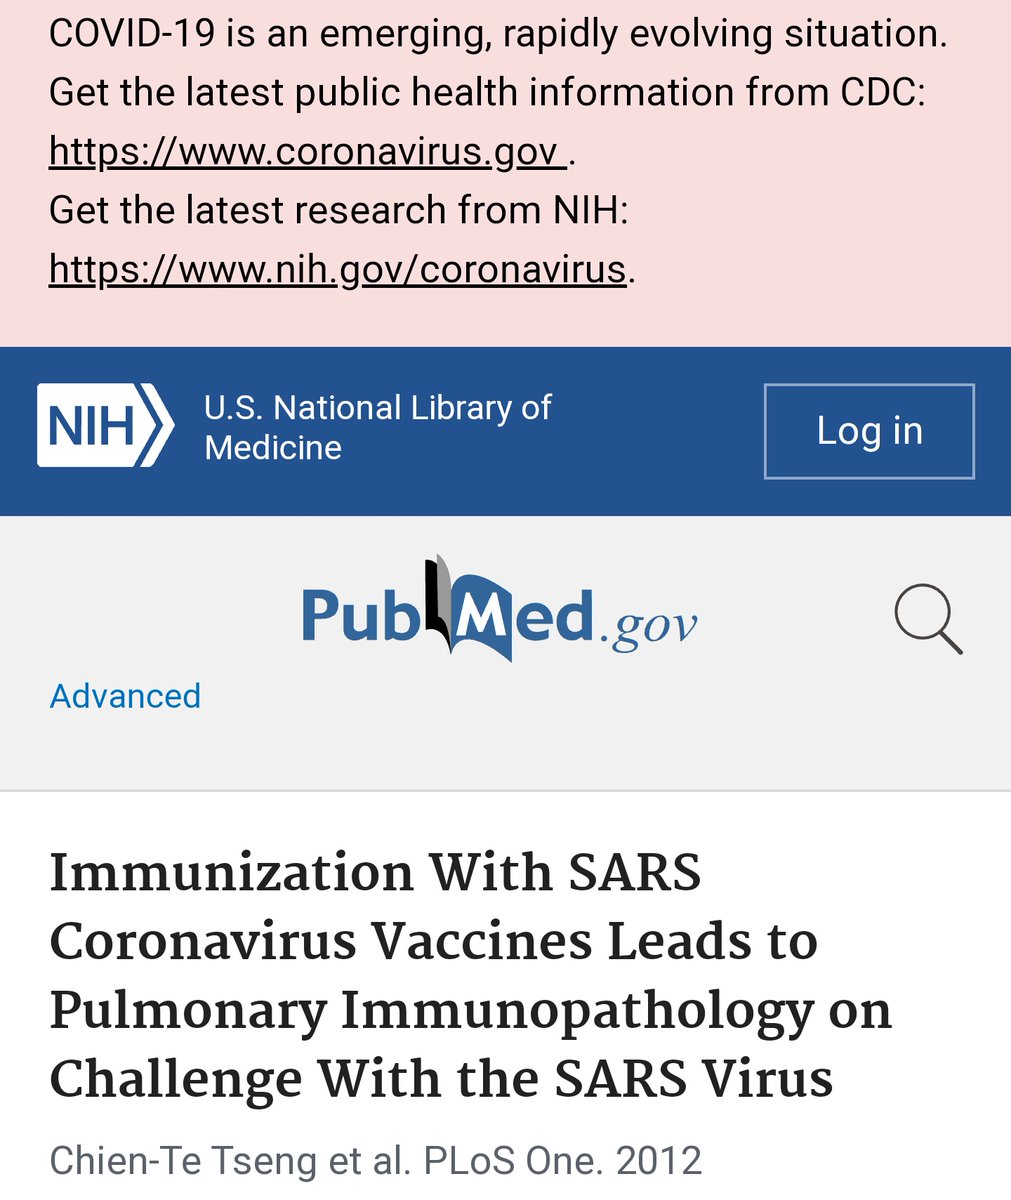 COVID-19 is an emerging, rapidly evolving situation.
Get the latest public health information from CDC:
https://www.coronavirus.gov .
Get the latest research from NIH:
https://www.nih.gov/coronavirus.
NIH
U.S. National Library of
Medicine
Log in
PubMed.gov
Advanced
Immunization With SARS
Coronavirus Vaccines Leads to
Pulmonary Immunopathology on
Challenge With the SARS Virus
Chien-Te Tseng et al. PLoS One. 2012